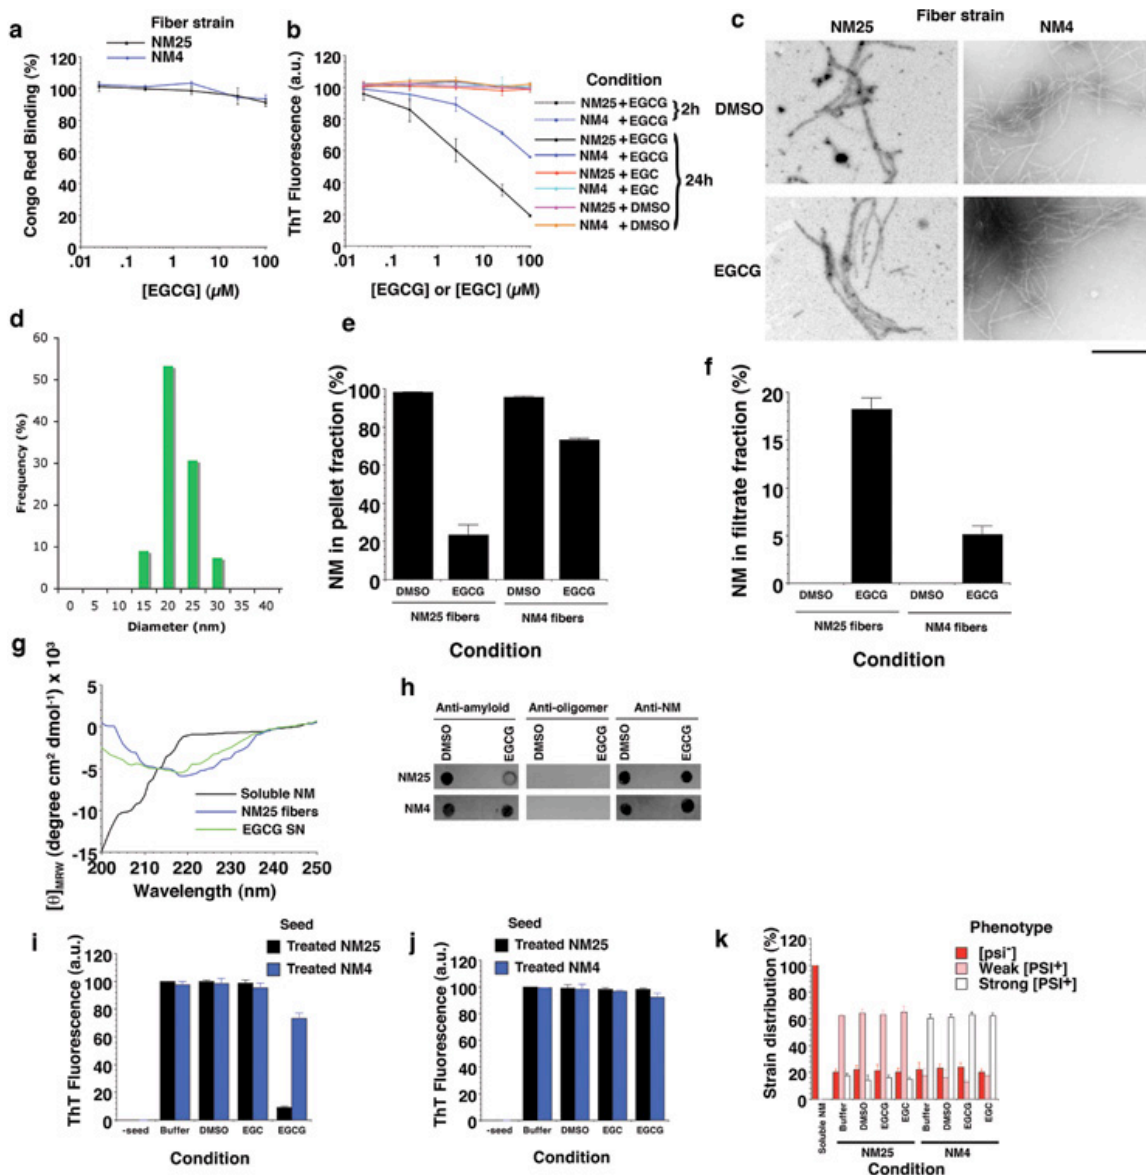 a
Fiber strain
NM25
NM4
Congo Red Binding (%)
120
100
80
60
40
20
0
.01 .1 1 10 100
[EGCG] (µM)
b
ThT Fluorescence (a.u.)
120
100
80
60
40
20
0
.01 .1 1 10 100
[EGCG] or [EGC] (µM)
Condition
NM25 + EGCG
NM4 + EGCG
2h
NM25 + EGCG
NM4 + EGCG
NM25 + EGC
NM4 + EGC
NM25 + DMSO
NM4 + DMSO
24h
c
Fiber strain
NM25 NM4
DMSO
EGCG
d
Frequency (%)
60
50
40
30
20
10
0
0 5 10 15 20 25 30 35 40
Diameter (nm)
e
NM in pellet fraction (%)
100
80
60
40
20
0
DMSO EGCG DMSO EGCG
NM25 fibers NM4 fibers
Condition
f
NM in filtrate fraction (%)
20
15
10
5
0
DMSO EGCG DMSO EGCG
NM25 fibers NM4 fibers
Condition
g
[θ]MRW (degree cm² dmol⁻¹) x 10³
5
0
-5
-10
-15
Soluble NM
NM25 fibers
EGCG SN
200 210 220 230 240 250
Wavelength (nm)
h
Anti-amyloid Anti-oligomer Anti-NM
DMSO EGCG DMSO EGCG DMSO EGCG
NM25
NM4
i
Seed
Treated NM25
Treated NM4
ThT Fluorescence (a.u.)
120
100
80
60
40
20
0
-seed Buffer DMSO EGC EGCG
Condition
j
Seed
Treated NM25
Treated NM4
ThT Fluorescence (a.u.)
120
100
80
60
40
20
0
-seed Buffer DMSO EGC EGCG
Condition
k
Phenotype
[psi⁻]
Weak [PSI⁺]
Strong [PSI⁺]
Strain distribution (%)
120
100
80
60
40
20
0
Soluble NM Buffer DMSO EGCG EGC Buffer DMSO EGCG EGC
NM25 NM4
Condition